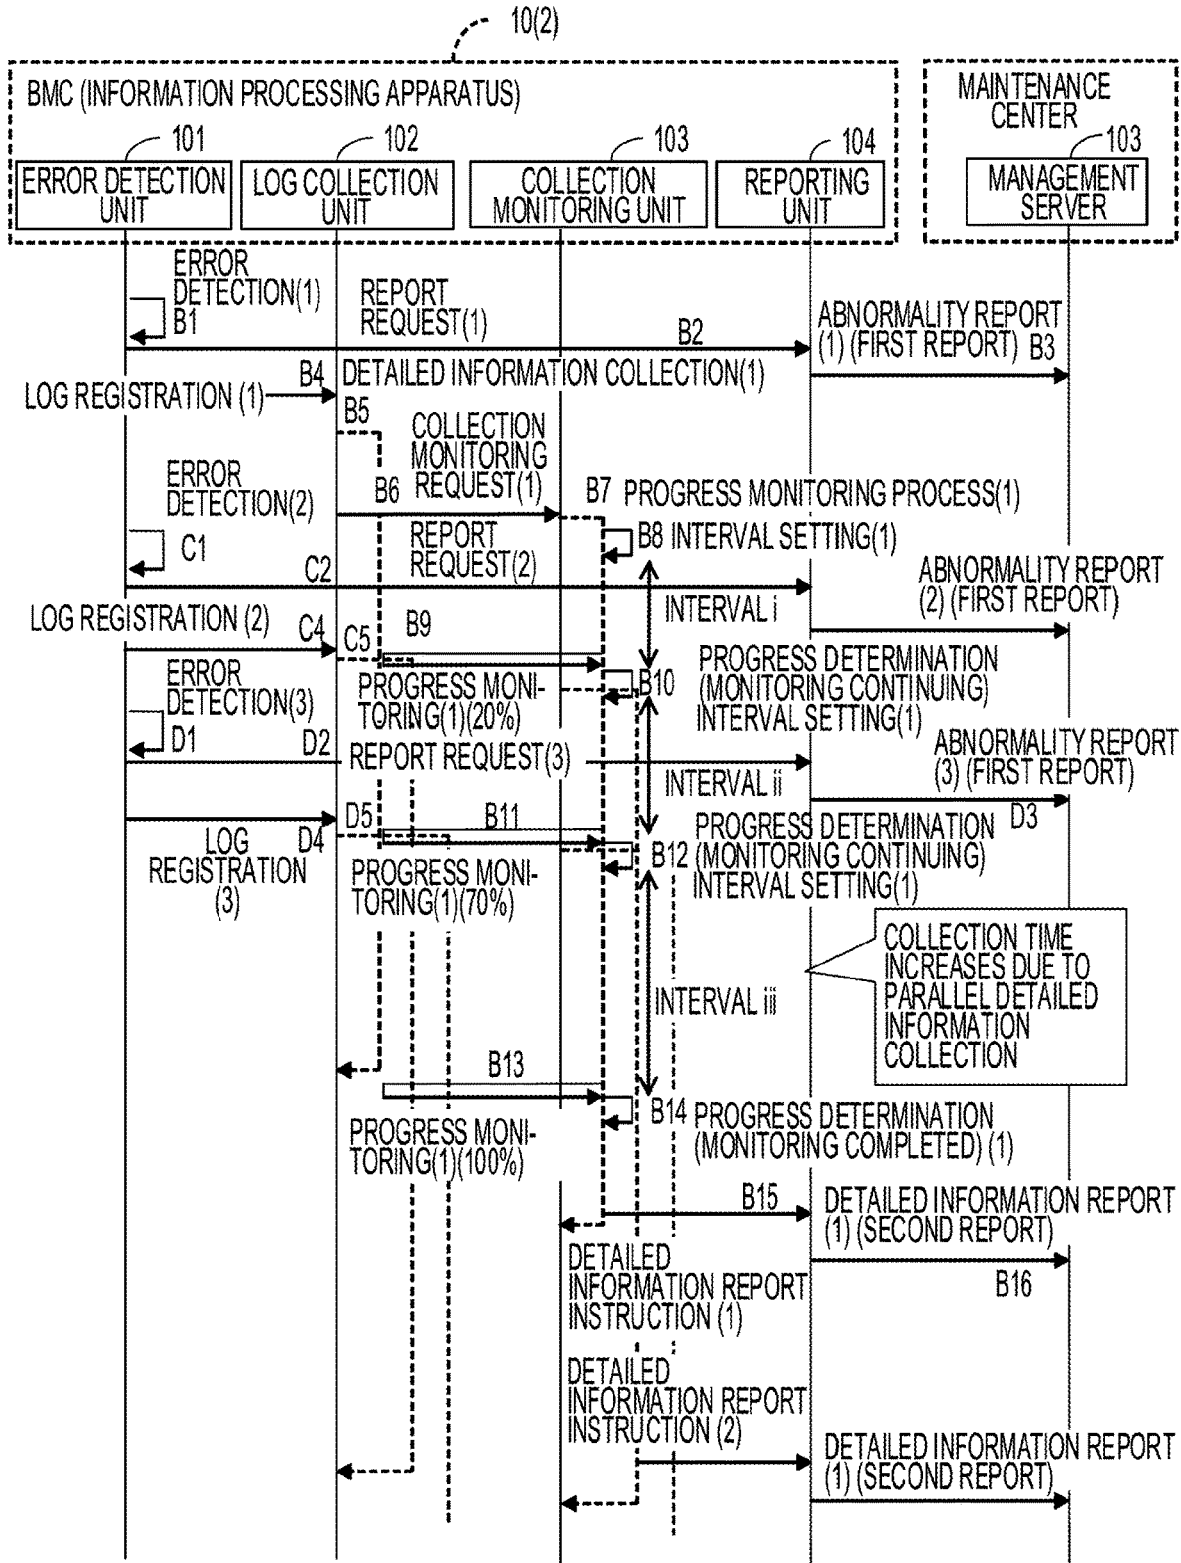 10(2)
BMC (INFORMATION PROCESSING APPARATUS)
MAINTENANCE
CENTER
101
102
103
104
103
ERROR DETECTION
UNIT
LOG COLLECTION
UNIT
COLLECTION
MONITORING UNIT
REPORTING
UNIT
MANAGEMENT
SERVER
ERROR
DETECTION(1)
B1
REPORT
REQUEST(1)
B2
ABNORMALITY REPORT
(1) (FIRST REPORT)
B3
B4
DETAILED INFORMATION COLLECTION(1)
LOG REGISTRATION (1)
B5
COLLECTION
MONITORING
REQUEST(1)
ERROR
DETECTION(2)
B6
B7
PROGRESS MONITORING PROCESS(1)
C1
REPORT
REQUEST(2)
B8 INTERVAL SETTING(1)
C2
ABNORMALITY REPORT
(2) (FIRST REPORT)
INTERVAL i
LOG REGISTRATION (2)
C4
C5
B9
ERROR
DETECTION(3)
PROGRESS MONI-
TORING(1)(20%)
B10
PROGRESS DETERMINATION
(MONITORING CONTINUING)
INTERVAL SETTING(1)
D1
D2
REPORT REQUEST(3)
ABNORMALITY REPORT
(3) (FIRST REPORT)
INTERVAL ii
D3
D4
D5
B11
LOG
REGISTRATION
(3)
PROGRESS MONI-
TORING(1)(70%)
B12
PROGRESS DETERMINATION
(MONITORING CONTINUING)
INTERVAL SETTING(1)
COLLECTION TIME
INCREASES DUE TO
PARALLEL DETAILED
INFORMATION
COLLECTION
INTERVAL iii
B13
PROGRESS MONI-
TORING(1)(100%)
B14
PROGRESS DETERMINATION
(MONITORING COMPLETED) (1)
B15
DETAILED INFORMATION REPORT
(1) (SECOND REPORT)
B16
DETAILED
INFORMATION REPORT
INSTRUCTION (1)
DETAILED
INFORMATION REPORT
INSTRUCTION (2)
DETAILED INFORMATION REPORT
(1) (SECOND REPORT)